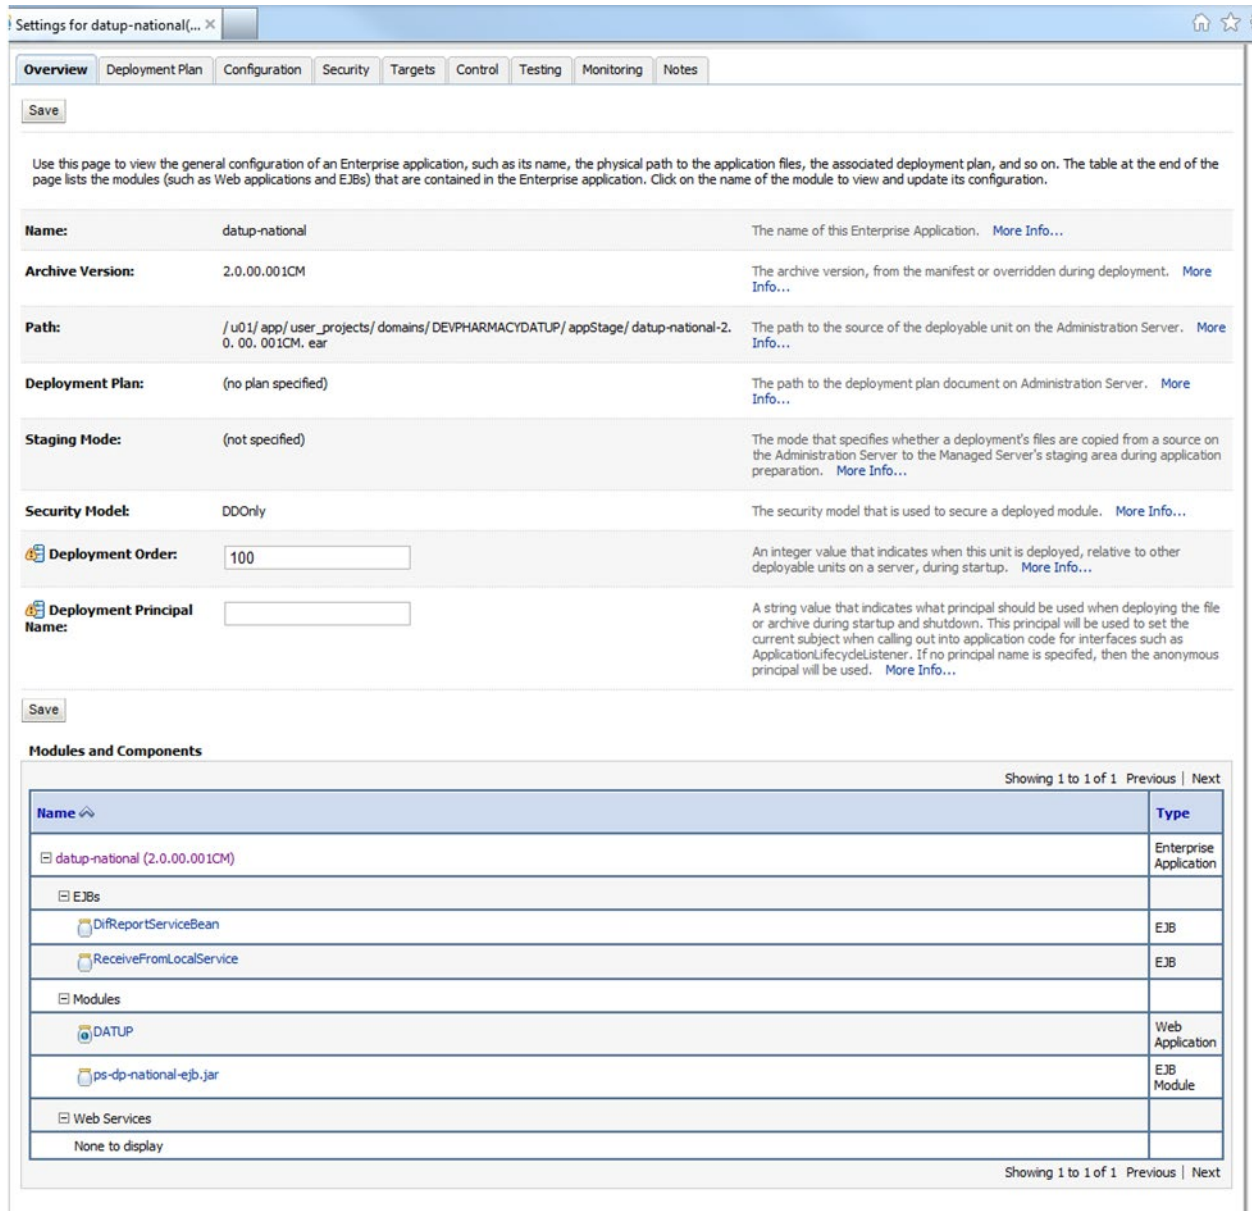 Settings for datup-national(... ×
Overview Deployment Plan Configuration Security Targets Control Testing Monitoring Notes
Save
Use this page to view the general configuration of an Enterprise application, such as its name, the physical path to the application files, the associated deployment plan, and so on. The table at the end of the
page lists the modules (such as Web applications and EJBs) that are contained in the Enterprise application. Click on the name of the module to view and update its configuration.
Name: datup-national The name of this Enterprise Application. More Info...
Archive Version: 2.0.00.001CM The archive version, from the manifest or overridden during deployment. More
Info...
Path: /u01/app/user_projects/domains/DEVPHARMACYDATUP/appStage/datup-national-2. The path to the source of the deployable unit on the Administration Server. More
0. 00. 001CM. ear Info...
Deployment Plan: (no plan specified) The path to the deployment plan document on Administration Server. More
Info...
Staging Mode: (not specified) The mode that specifies whether a deployment's files are copied from a source on
the Administration Server to the Managed Server's staging area during application
preparation. More Info...
Security Model: DDOnly The security model that is used to secure a deployed module. More Info...
Deployment Order: 100 An integer value that indicates when this unit is deployed, relative to other
deployable units on a server, during startup. More Info...
Deployment Principal A string value that indicates what principal should be used when deploying the file
Name: or archive during startup and shutdown. This principal will be used to set the
current subject when calling out into application code for interfaces such as
ApplicationLifecycleListener. If no principal name is specifed, then the anonymous
principal will be used. More Info...
Save
Modules and Components
Showing 1 to 1 of 1 Previous | Next
Name Type
datup-national (2.0.00.001CM) Enterprise
Application
EJBs
DifReportServiceBean EJB
ReceiveFromLocalService EJB
Modules
DATUP Web
Application
ps-dp-national-ejb.jar EJB
Module
Web Services
None to display
Showing 1 to 1 of 1 Previous | Next